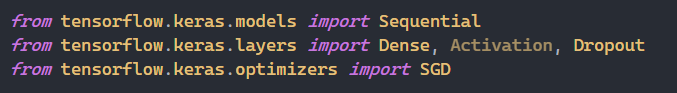 from tensorflow.keras.models import Sequential
from tensorflow.keras.layers import Dense, Activation, Dropout
from tensorflow.keras.optimizers import SGD